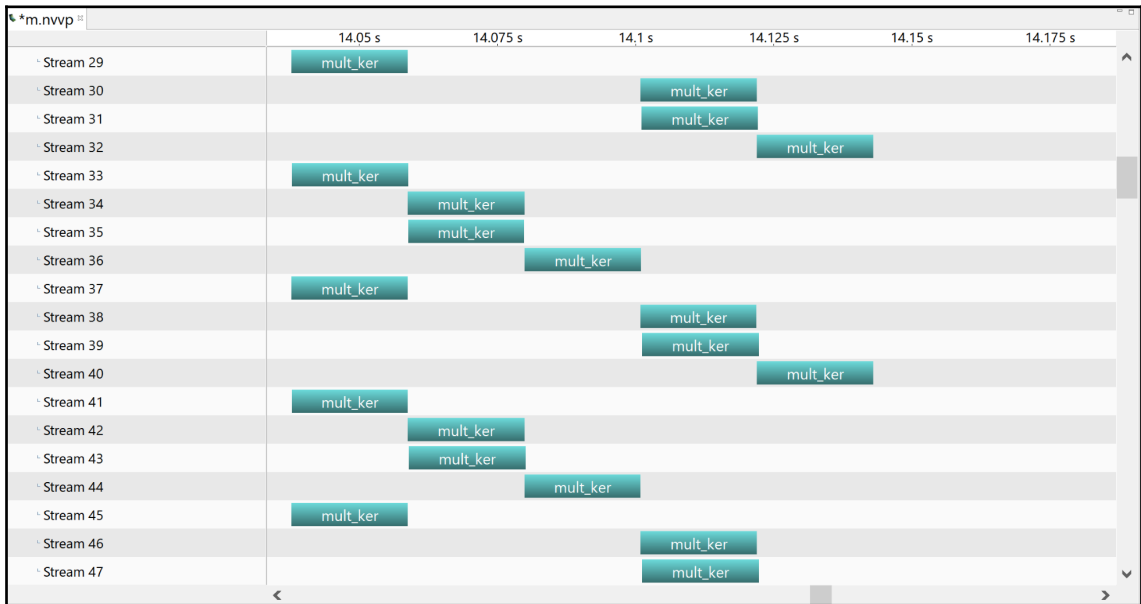 *m.nvvp
14.05 s 14.075 s 14.1 s 14.125 s 14.15 s 14.175 s
Stream 29 mult_ker
Stream 30 mult_ker
Stream 31 mult_ker
Stream 32 mult_ker
Stream 33 mult_ker
Stream 34 mult_ker
Stream 35 mult_ker
Stream 36 mult_ker
Stream 37 mult_ker
Stream 38 mult_ker
Stream 39 mult_ker
Stream 40 mult_ker
Stream 41 mult_ker
Stream 42 mult_ker
Stream 43 mult_ker
Stream 44 mult_ker
Stream 45 mult_ker
Stream 46 mult_ker
Stream 47 mult_ker